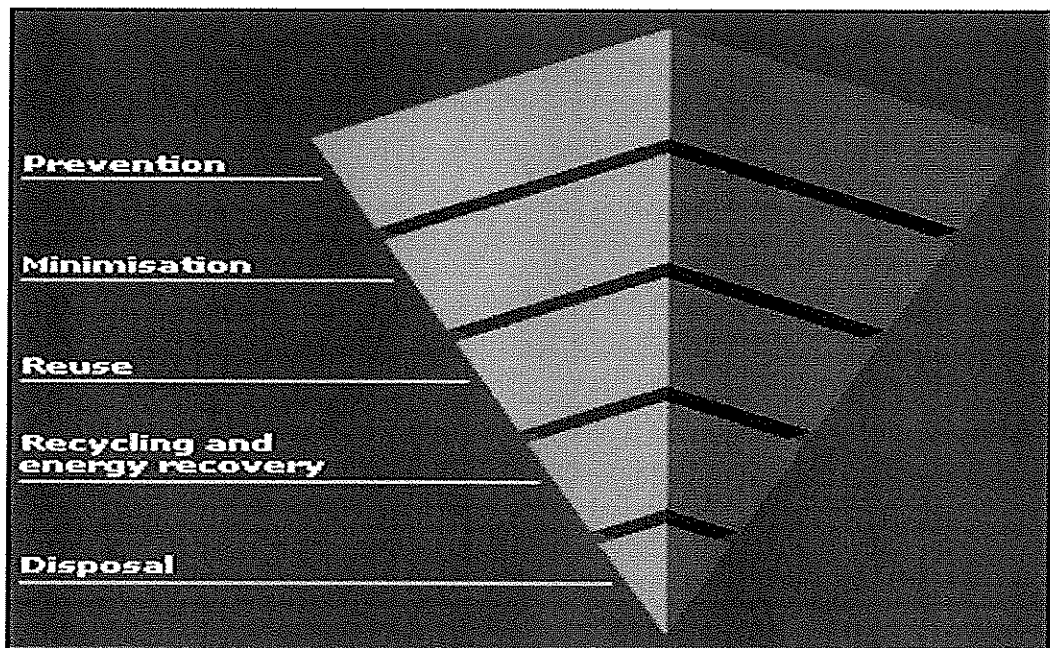 Prevention
Minimisation
Reuse
Recycling and
energy recovery
Disposal